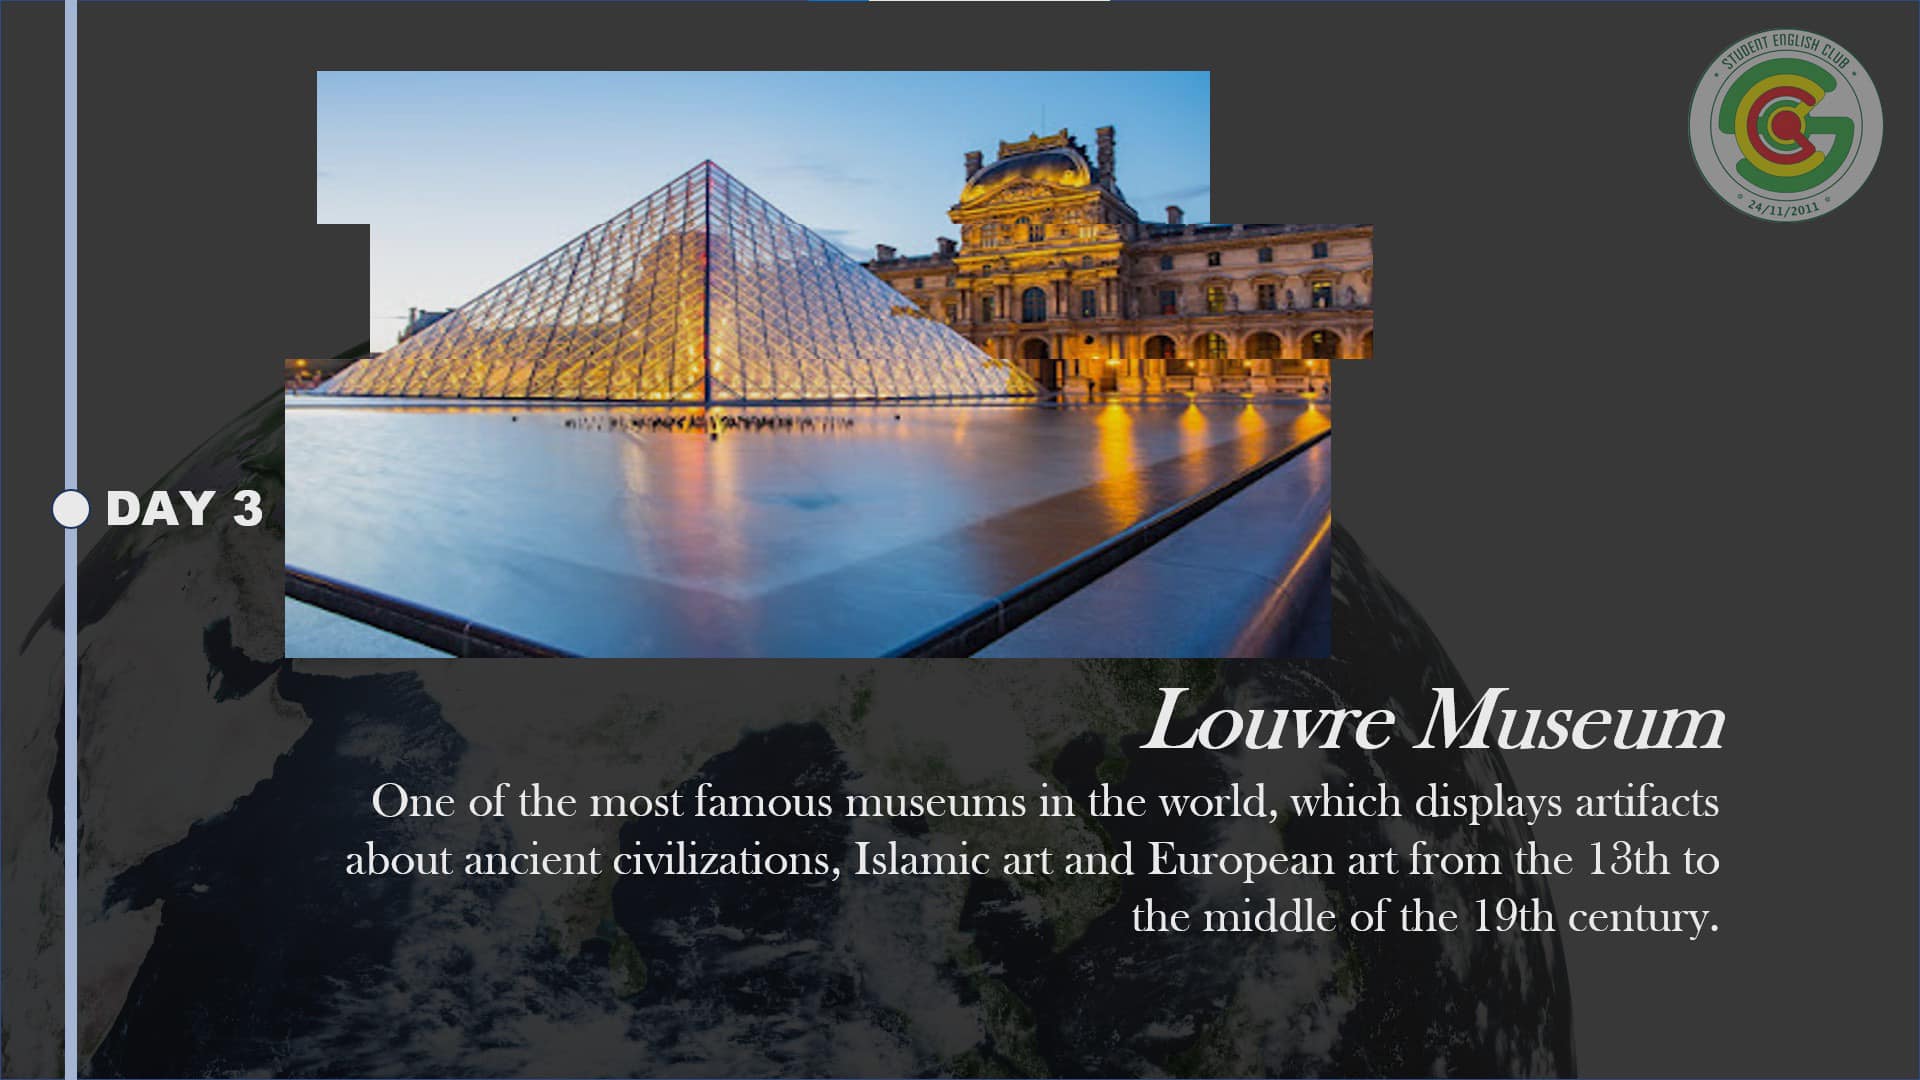 STUDENT ENGLISH CLUB
24/11/2011
DAY 3
Louvre Museum
One of the most famous museums in the world, which displays artifacts
about ancient civilizations, Islamic art and European art from the 13th to
the middle of the 19th century.